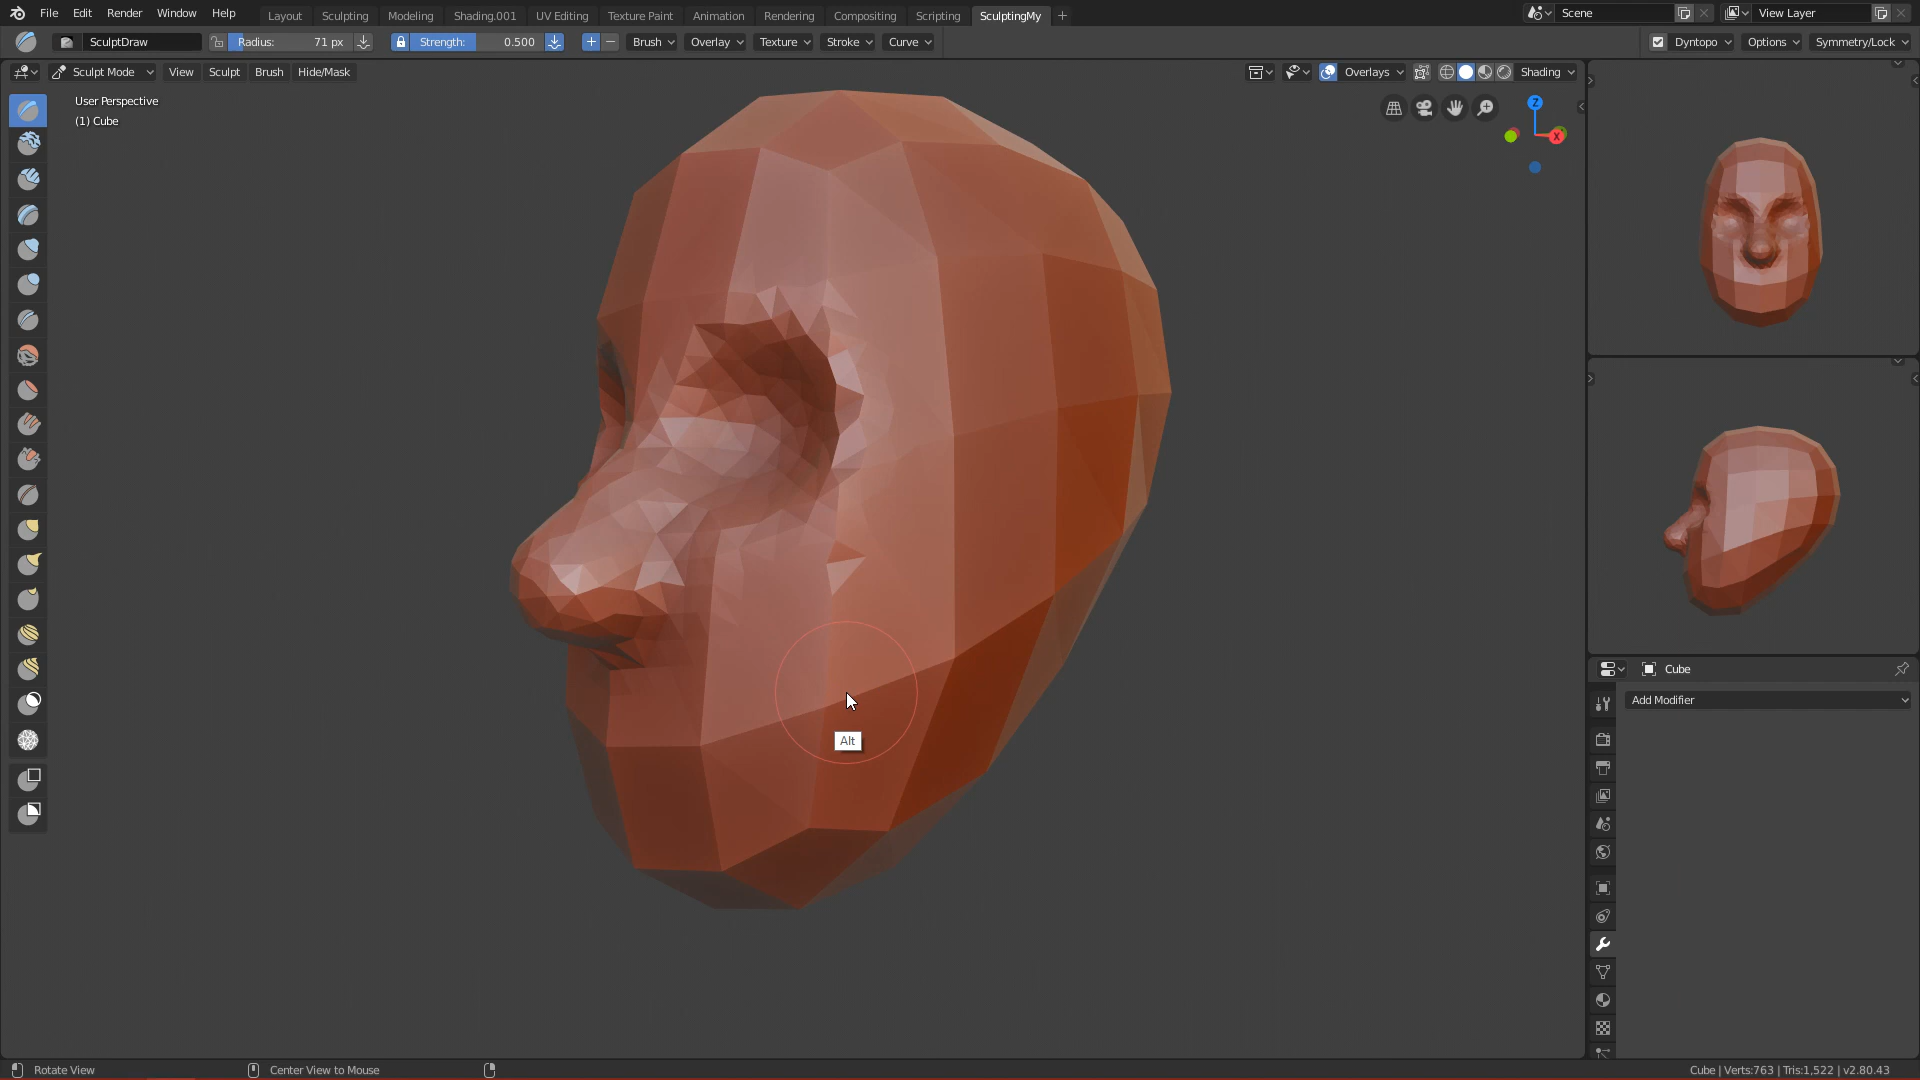 File Edit Render Window Help Layout Sculpting Modeling Shading.001 UV Editing Texture Paint Animation Rendering Compositing Scripting SculptingMy + Scene View Layer
SculptDraw Radius: 71 px Strength: 0.500 Brush Overlay Texture Stroke Curve Dyntopo Options Symmetry/Lock
Sculpt Mode View Sculpt Brush Hide/Mask Overlays Shading
User Perspective
(1) Cube
Z
X
Cube
Add Modifier
Alt
Rotate View Center View to Mouse Cube | Verts:763 | Tris:1,522 | v2.80.43